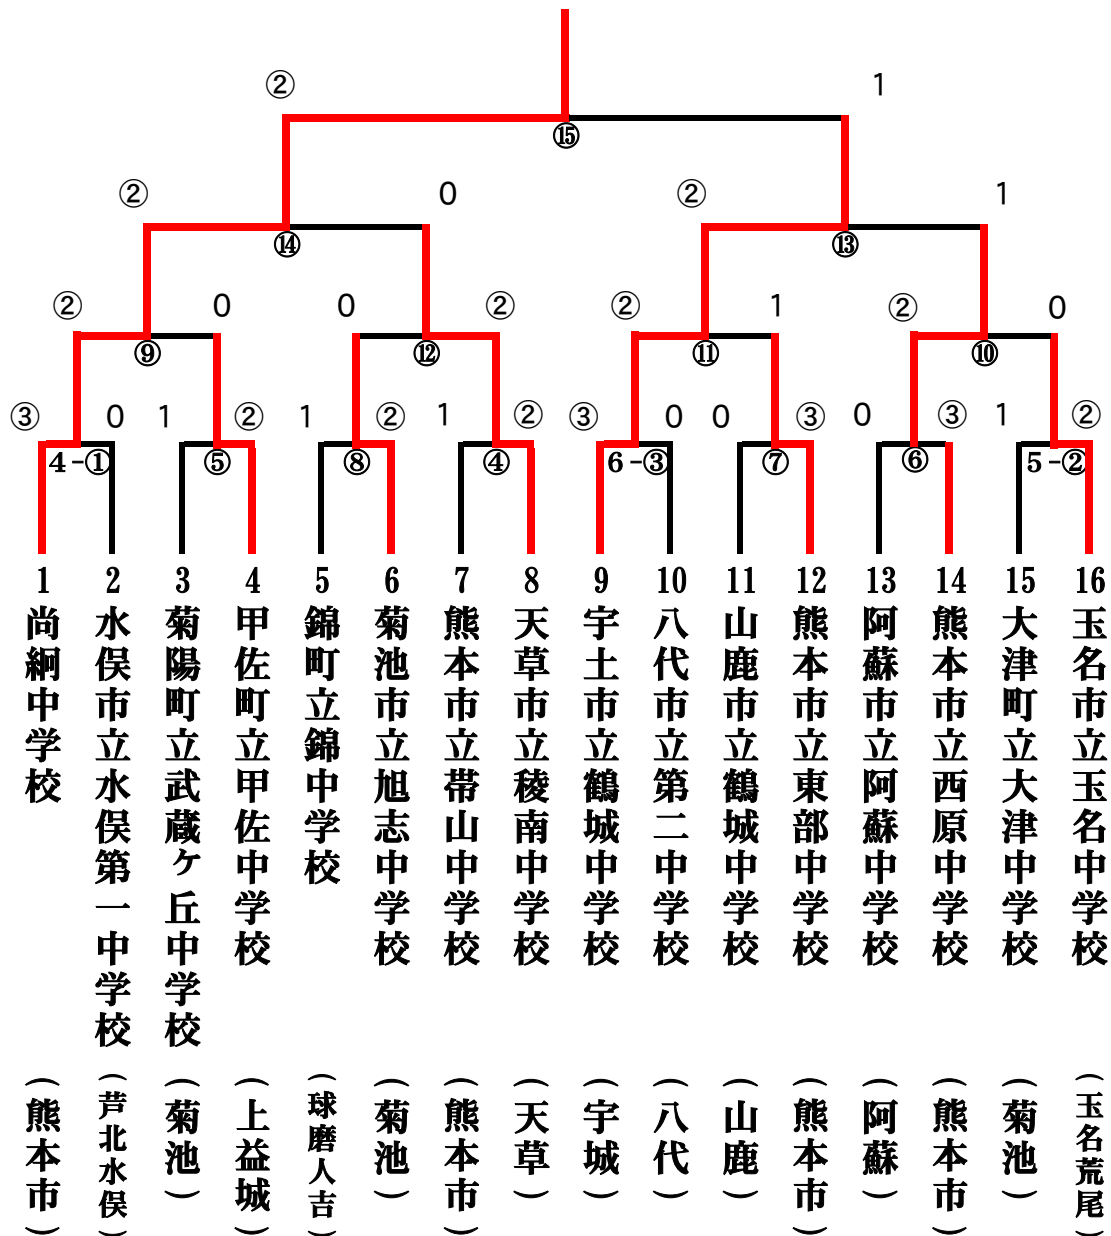 ② 1
⑮
② 0 ② 1
⑭ ⑬
② 0 0 ② ② 1 ② 0
⑨ ⑫ ⑪ ⑩
③ 0 1 ② 1 ② 1 ② ③ 0 0 ③ 0 ③ 1 ②
4-① ⑤ ⑧ ④ 6-③ ⑦ ⑥ 5-②
1 尚絅中学校 (熊本市)
2 水俣市立水俣第一中学校 (芦北水俣)
3 菊陽町立武蔵ケ丘中学校 (菊池)
4 甲佐町立甲佐中学校 (上益城)
5 錦町立錦中学校 (球磨人吉)
6 菊池市立旭志中学校 (菊池)
7 熊本市立帯山中学校 (熊本市)
8 天草市立稜南中学校 (天草)
9 宇土市立鶴城中学校 (宇城)
10 八代市立第二中学校 (八代)
11 山鹿市立鶴城中学校 (山鹿)
12 熊本市立東部中学校 (熊本市)
13 阿蘇市立阿蘇中学校 (阿蘇)
14 熊本市立西原中学校 (熊本市)
15 大津町立大津中学校 (菊池)
16 玉名市立玉名中学校 (玉名荒尾)